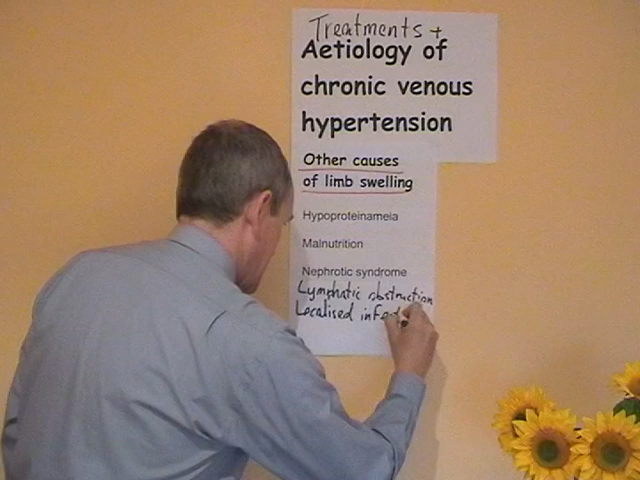 Treatments +
Aetiology of
chronic venous
hypertension
Other causes
of limb swelling
Hypoproteinameia
Malnutrition
Nephrotic syndrome
Lymphatic obstruction
Localised